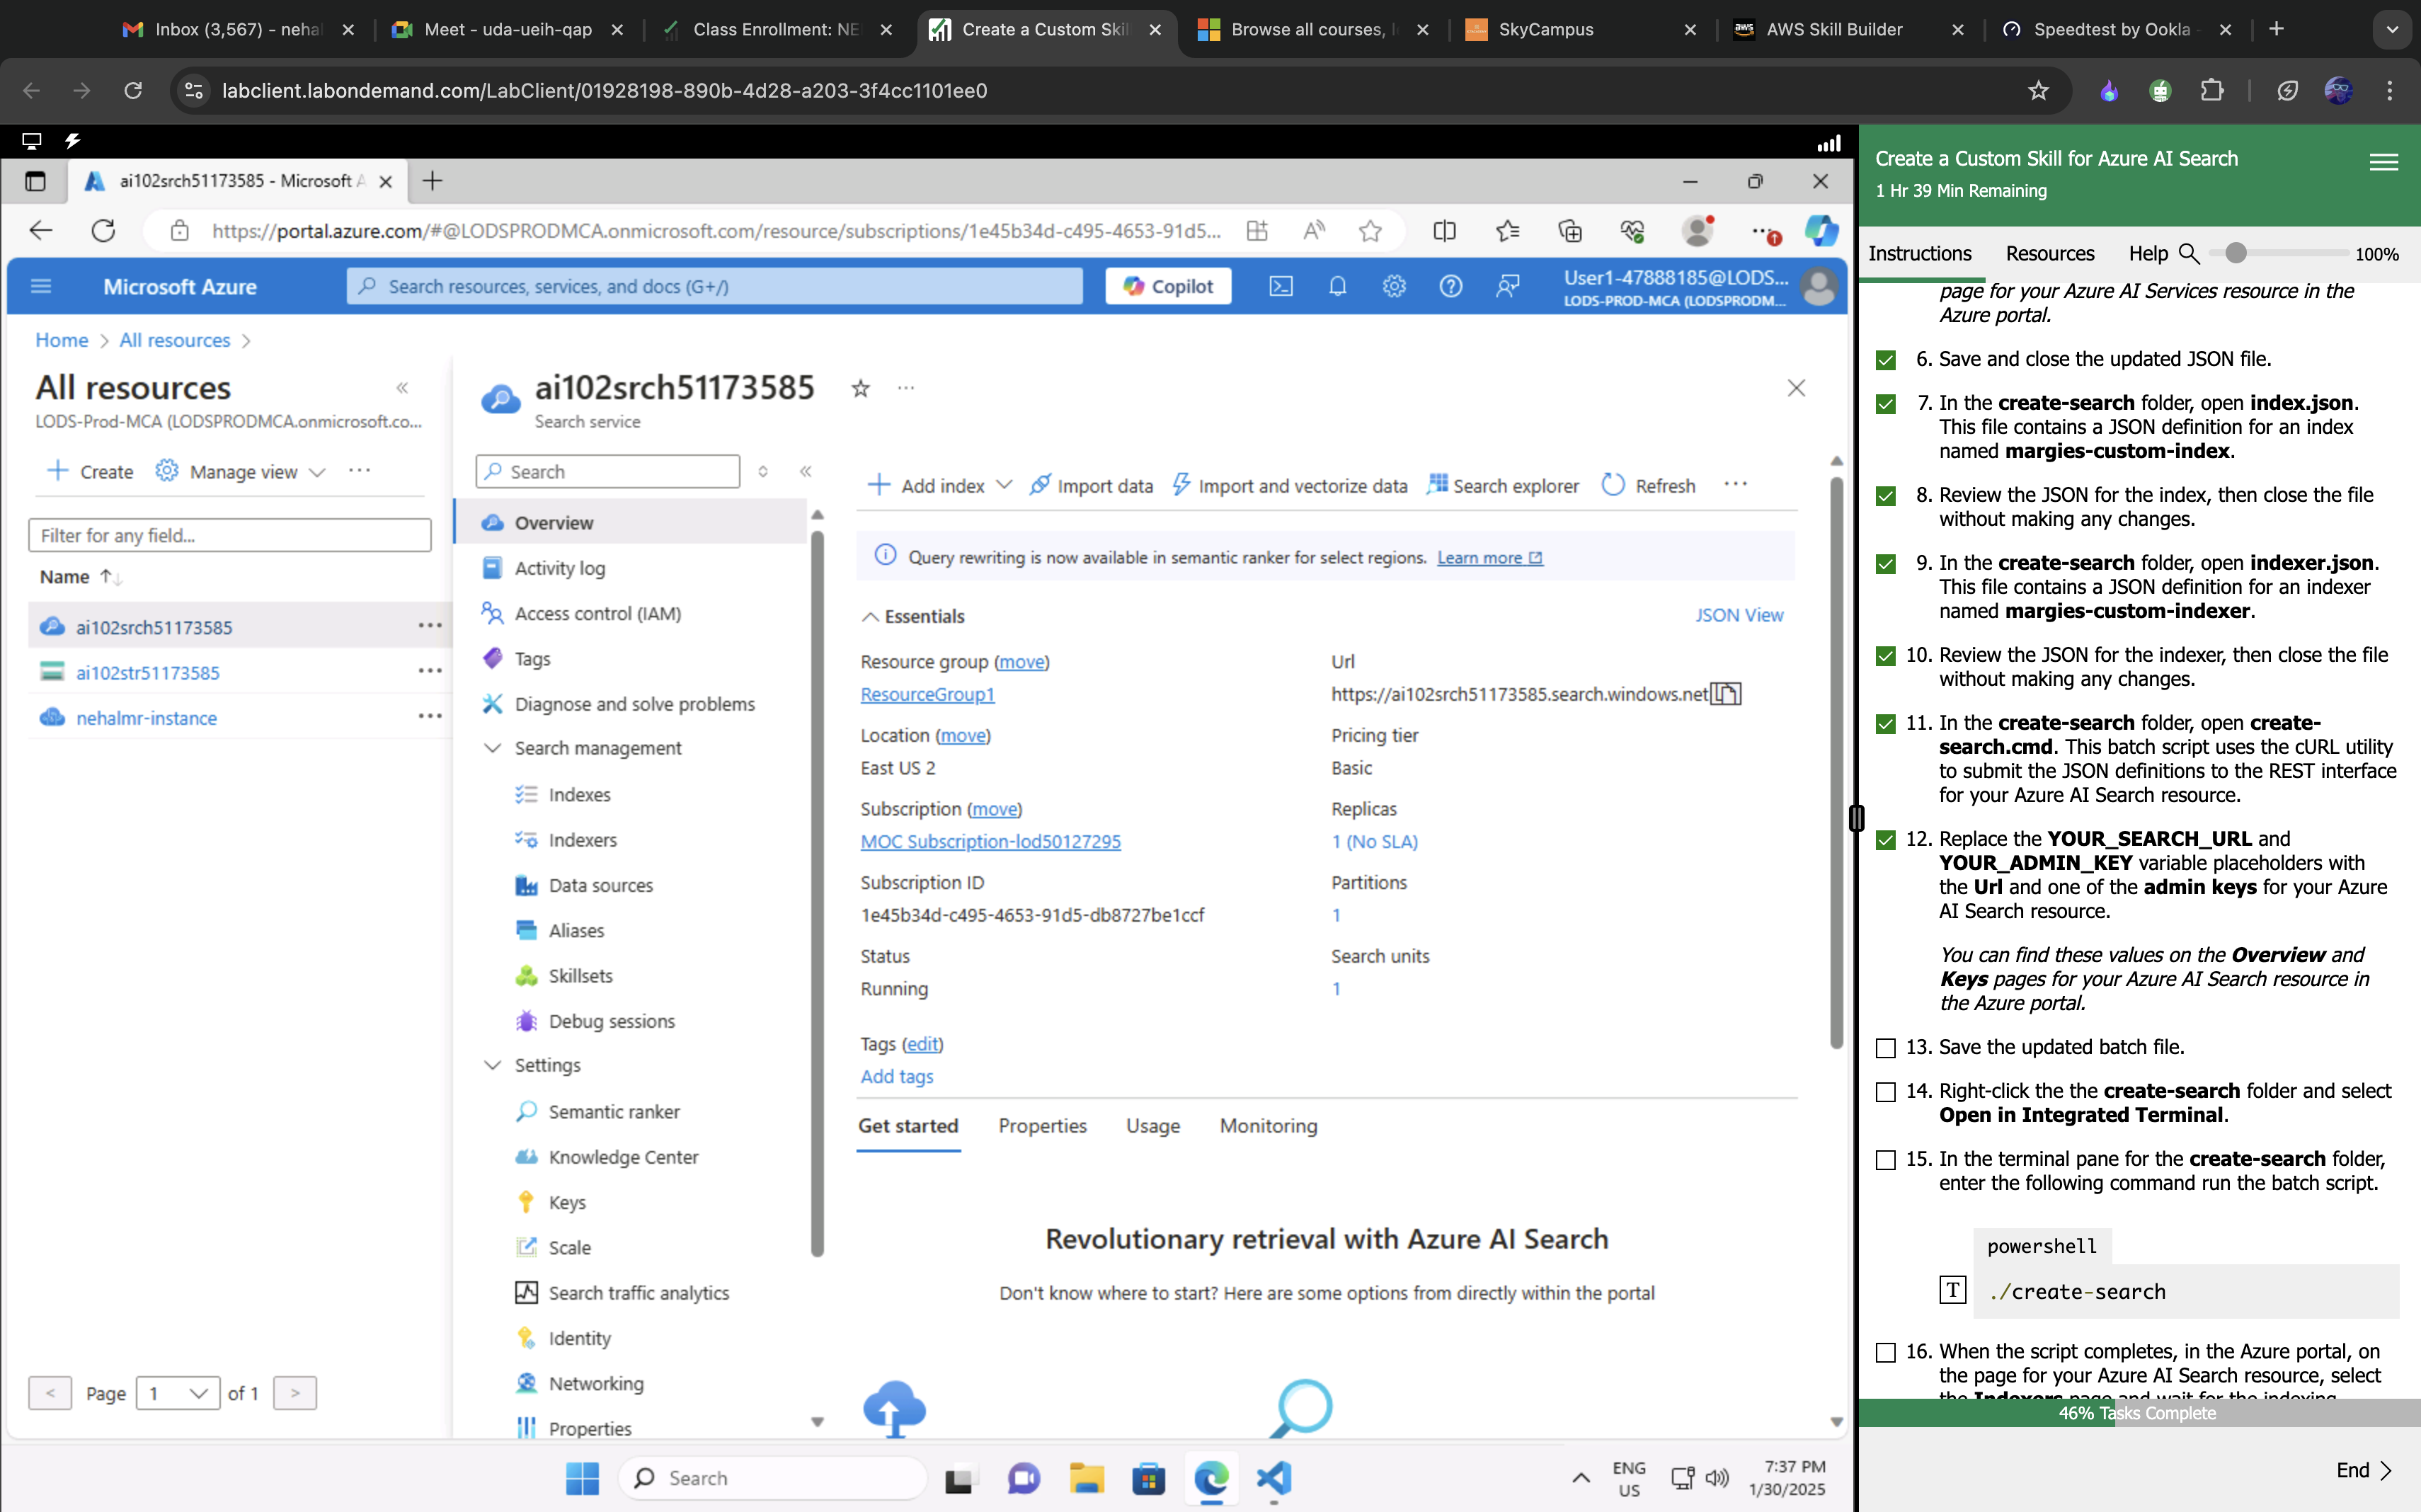 Inbox (3,567) - neha
Meet - uda-ueih-qap
Class Enrollment: NE
Create a Custom Skil
Browse all courses, l
SkyCampus
AWS Skill Builder
Speedtest by Ookla
labclient.labondemand.com/LabClient/01928198-890b-4d28-a203-3f4cc1101ee0
ai102srch51173585 - Microsoft A
https://portal.azure.com/#@LODSPRODMCA.onmicrosoft.com/resource/subscriptions/1e45b34d-c495-4653-91d5...
Microsoft Azure
Search resources, services, and docs (G+/)
Copilot
User1-47888185@LODS...
LODS-PROD-MCA (LODSPRODM...
Home > All resources >
All resources
LODS-Prod-MCA (LODSPRODMCA.onmicrosoft.co...
Create
Manage view
Filter for any field...
Name
ai102srch51173585
ai102str51173585
nehalmr-instance
< Page 1 of 1 >
ai102srch51173585
Search service
Search
Overview
Activity log
Access control (IAM)
Tags
Diagnose and solve problems
Search management
Indexes
Indexers
Data sources
Aliases
Skillsets
Debug sessions
Settings
Semantic ranker
Knowledge Center
Keys
Scale
Search traffic analytics
Identity
Networking
Properties
Add index
Import data
Import and vectorize data
Search explorer
Refresh
Query rewriting is now available in semantic ranker for select regions. Learn more
Essentials
JSON View
Resource group (move)
ResourceGroup1
Location (move)
East US 2
Subscription (move)
MOC Subscription-lod50127295
Subscription ID
1e45b34d-c495-4653-91d5-db8727be1ccf
Status
Running
Url
https://ai102srch51173585.search.windows.net
Pricing tier
Basic
Replicas
1 (No SLA)
Partitions
1
Search units
1
Tags (edit)
Add tags
Get started
Properties
Usage
Monitoring
Revolutionary retrieval with Azure AI Search
Don't know where to start? Here are some options from directly within the portal
Search
ENG
US
7:37 PM
1/30/2025
Create a Custom Skill for Azure AI Search
1 Hr 39 Min Remaining
Instructions
Resources
Help
100%
page for your Azure AI Services resource in the
Azure portal.
6. Save and close the updated JSON file.
7. In the create-search folder, open index.json.
This file contains a JSON definition for an index
named margies-custom-index.
8. Review the JSON for the index, then close the file
without making any changes.
9. In the create-search folder, open indexer.json.
This file contains a JSON definition for an indexer
named margies-custom-indexer.
10. Review the JSON for the indexer, then close the file
without making any changes.
11. In the create-search folder, open create-
search.cmd. This batch script uses the cURL utility
to submit the JSON definitions to the REST interface
for your Azure AI Search resource.
12. Replace the YOUR_SEARCH_URL and
YOUR_ADMIN_KEY variable placeholders with
the Url and one of the admin keys for your Azure
AI Search resource.
You can find these values on the Overview and
Keys pages for your Azure AI Search resource in
the Azure portal.
13. Save the updated batch file.
14. Right-click the the create-search folder and select
Open in Integrated Terminal.
15. In the terminal pane for the create-search folder,
enter the following command run the batch script.
powershell
T
./create-search
16. When the script completes, in the Azure portal, on
the page for your Azure AI Search resource, select
the Indexers page and wait for the indexing
46% Tasks Complete
End >